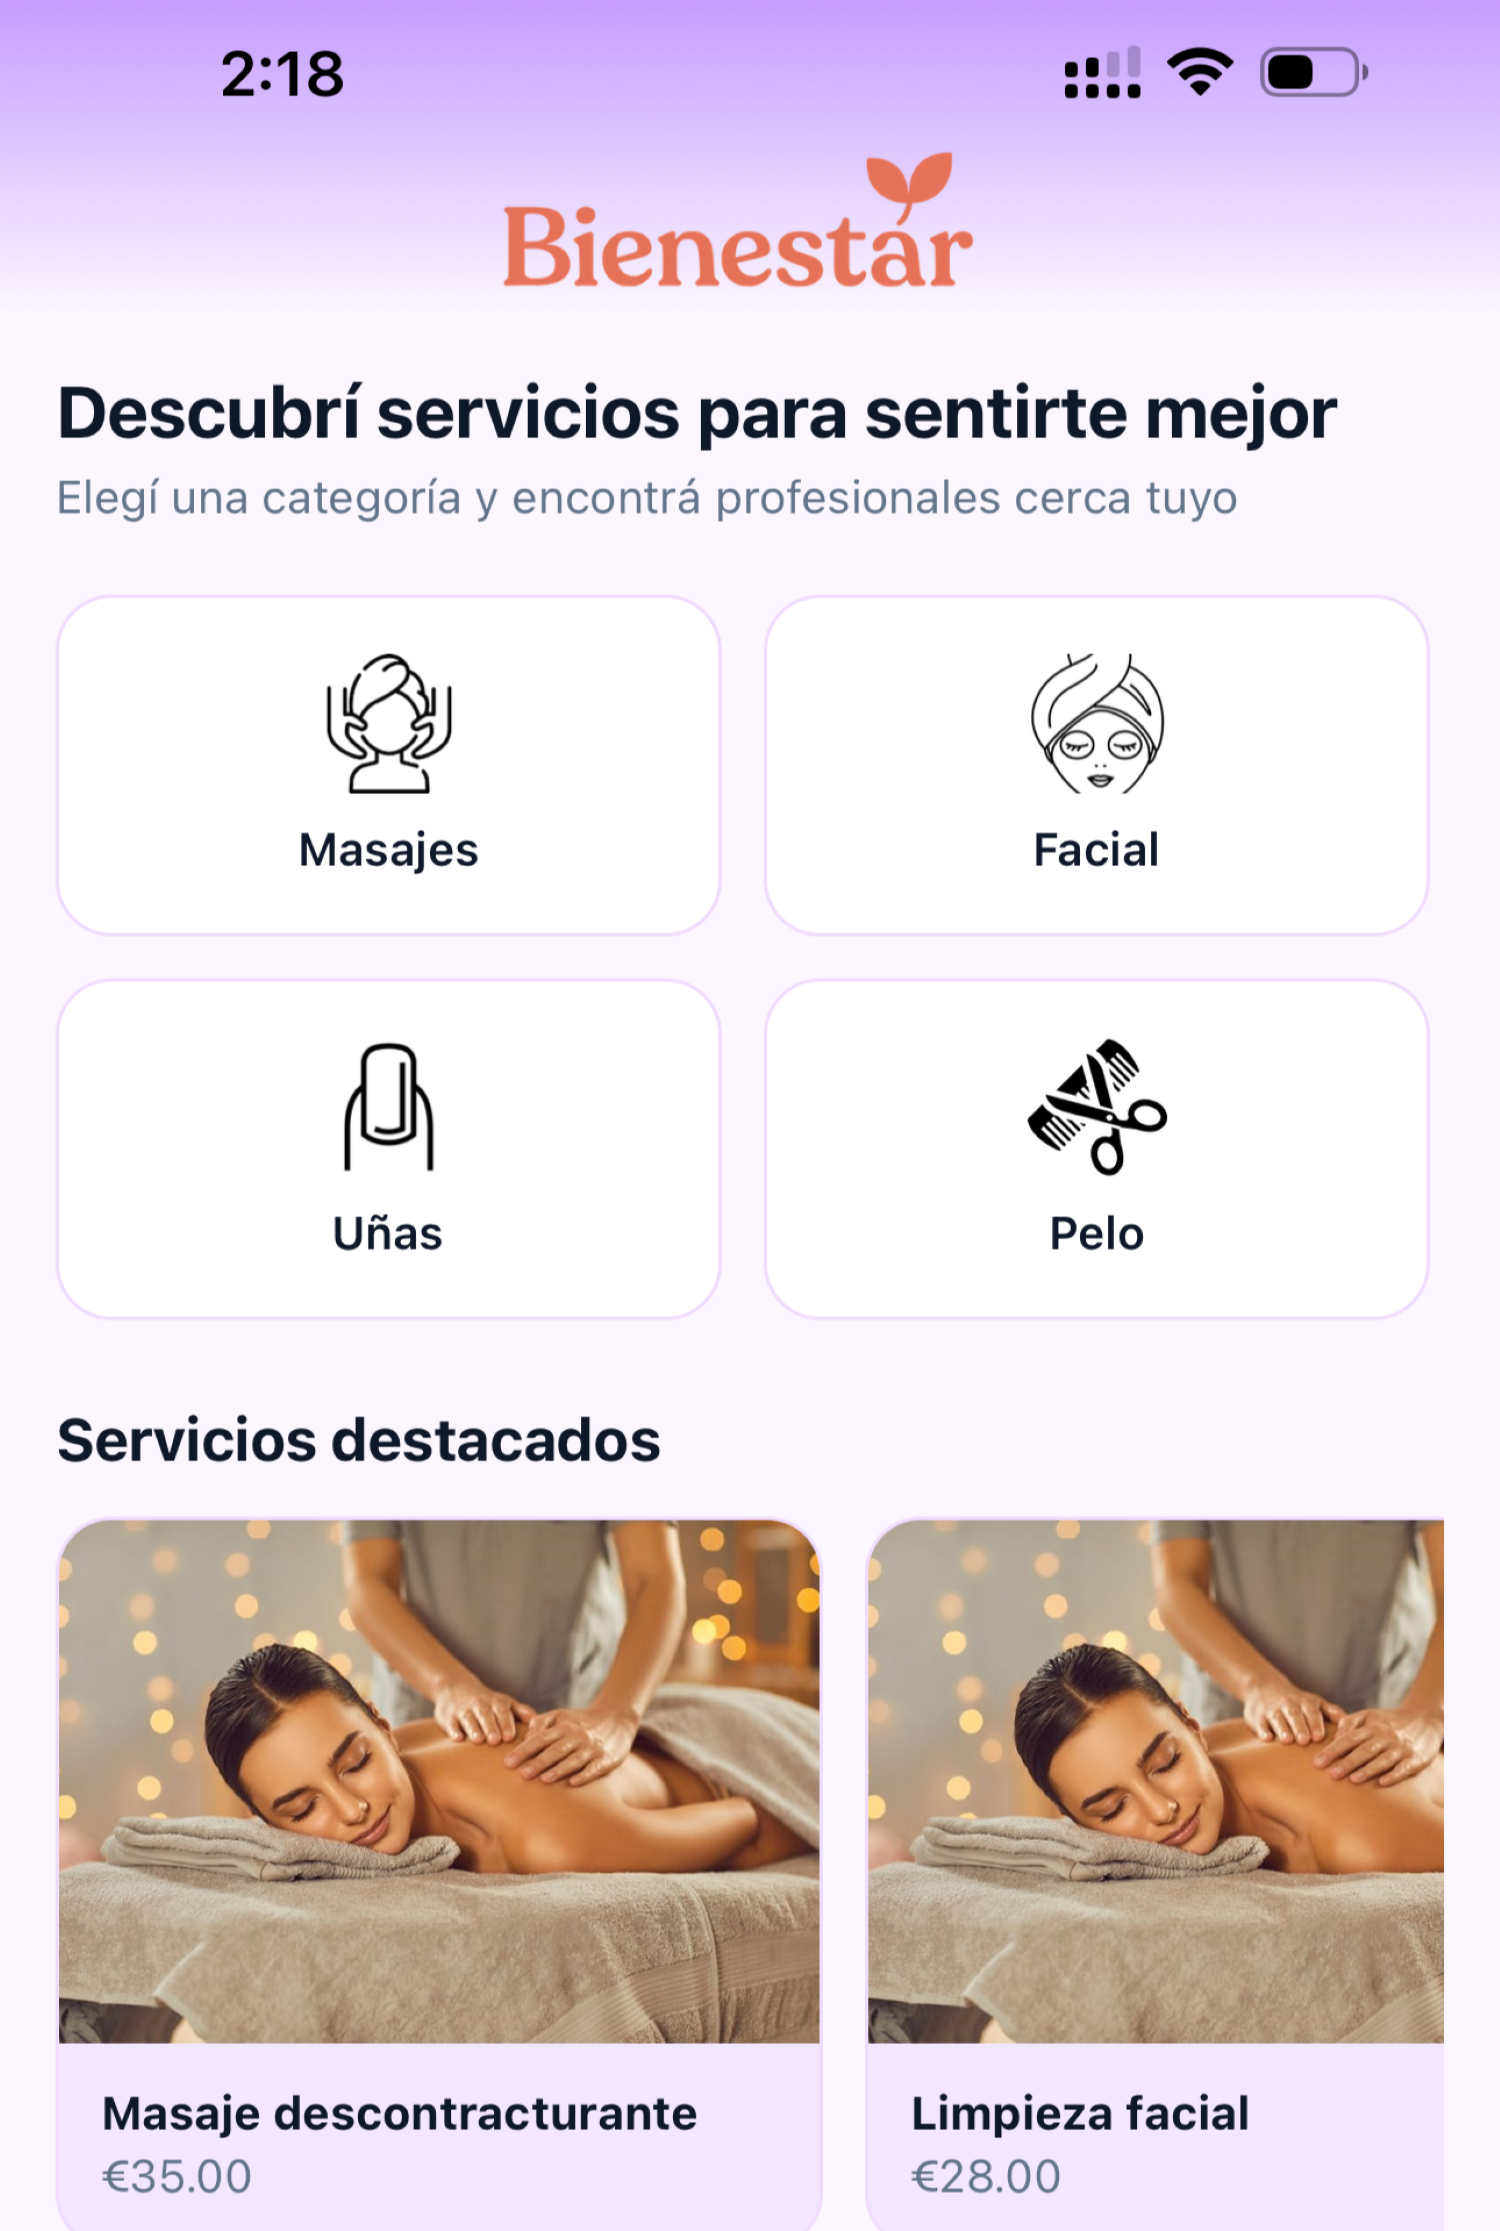 2:18
Bienestar
Descubrí servicios para sentirte mejor
Elegí una categoría y encontrá profesionales cerca tuyo
Masajes
Facial
Uñas
Pelo
Servicios destacados
Masaje descontracturante
€35.00
Limpieza facial
€28.00